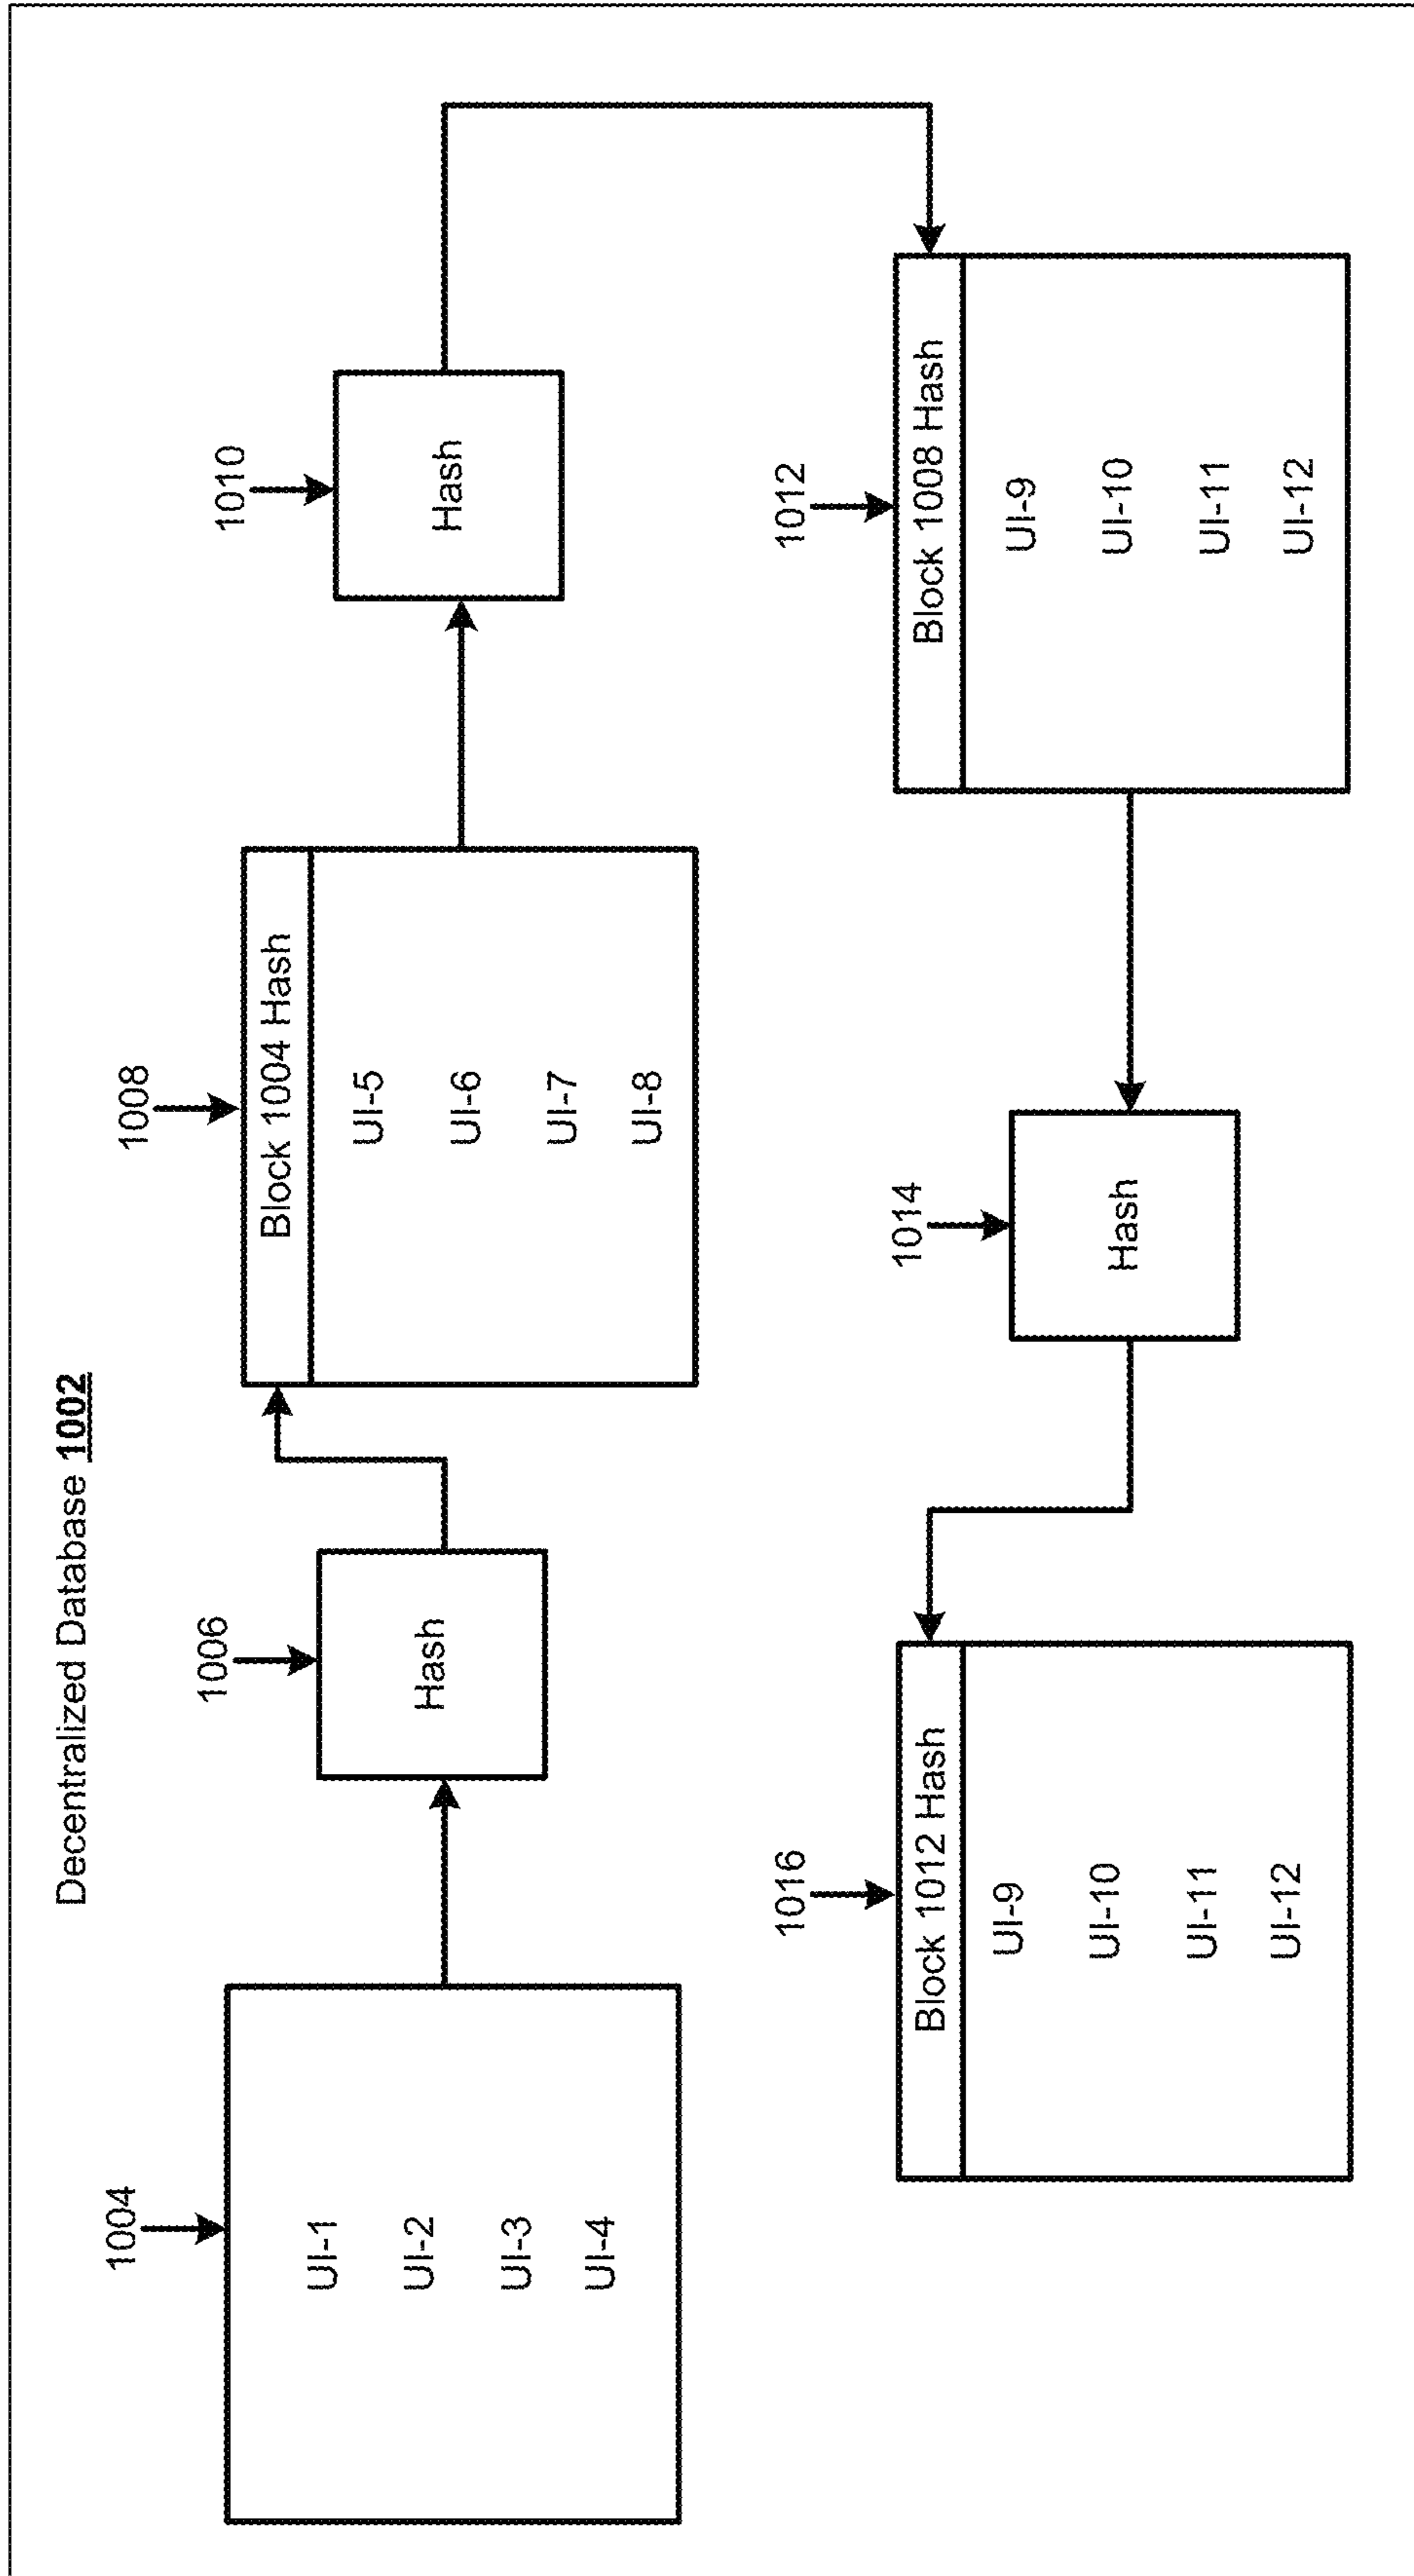 Decentralized Database 1002
1004
UI-1
UI-2
UI-3
UI-4
1006
Hash
1008
Block 1004 Hash
UI-5
UI-6
UI-7
UI-8
1010
Hash
1012
Block 1008 Hash
UI-9
UI-10
UI-11
UI-12
1014
Hash
1016
Block 1012 Hash
UI-9
UI-10
UI-11
UI-12